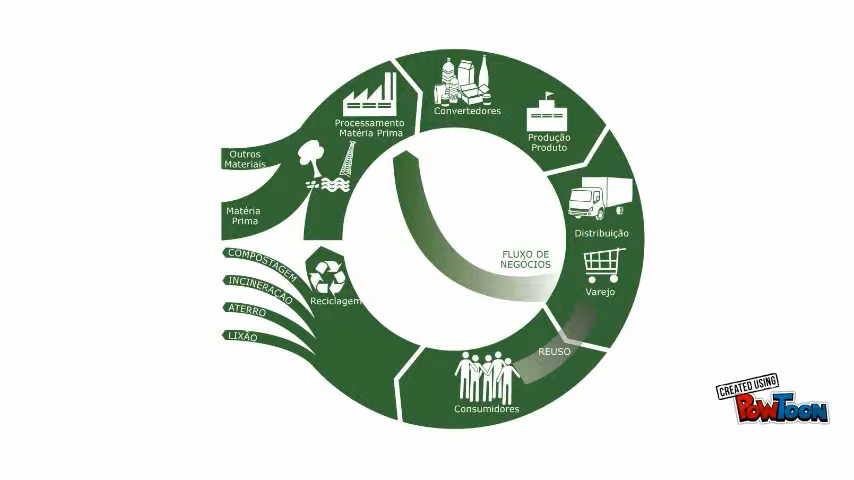 Convertedores
Processamento
Matéria Prima
Produção
Produto
Outros
Materiais
Matéria
Prima
Distribuição
FLUXO DE
NEGÓCIOS
Varejo
COMPOSTAGEM
INCINERAÇÃO
ATERRO
LIXÃO
Reciclagem
REUSO
Consumidores
CREATED USING
POWTOON